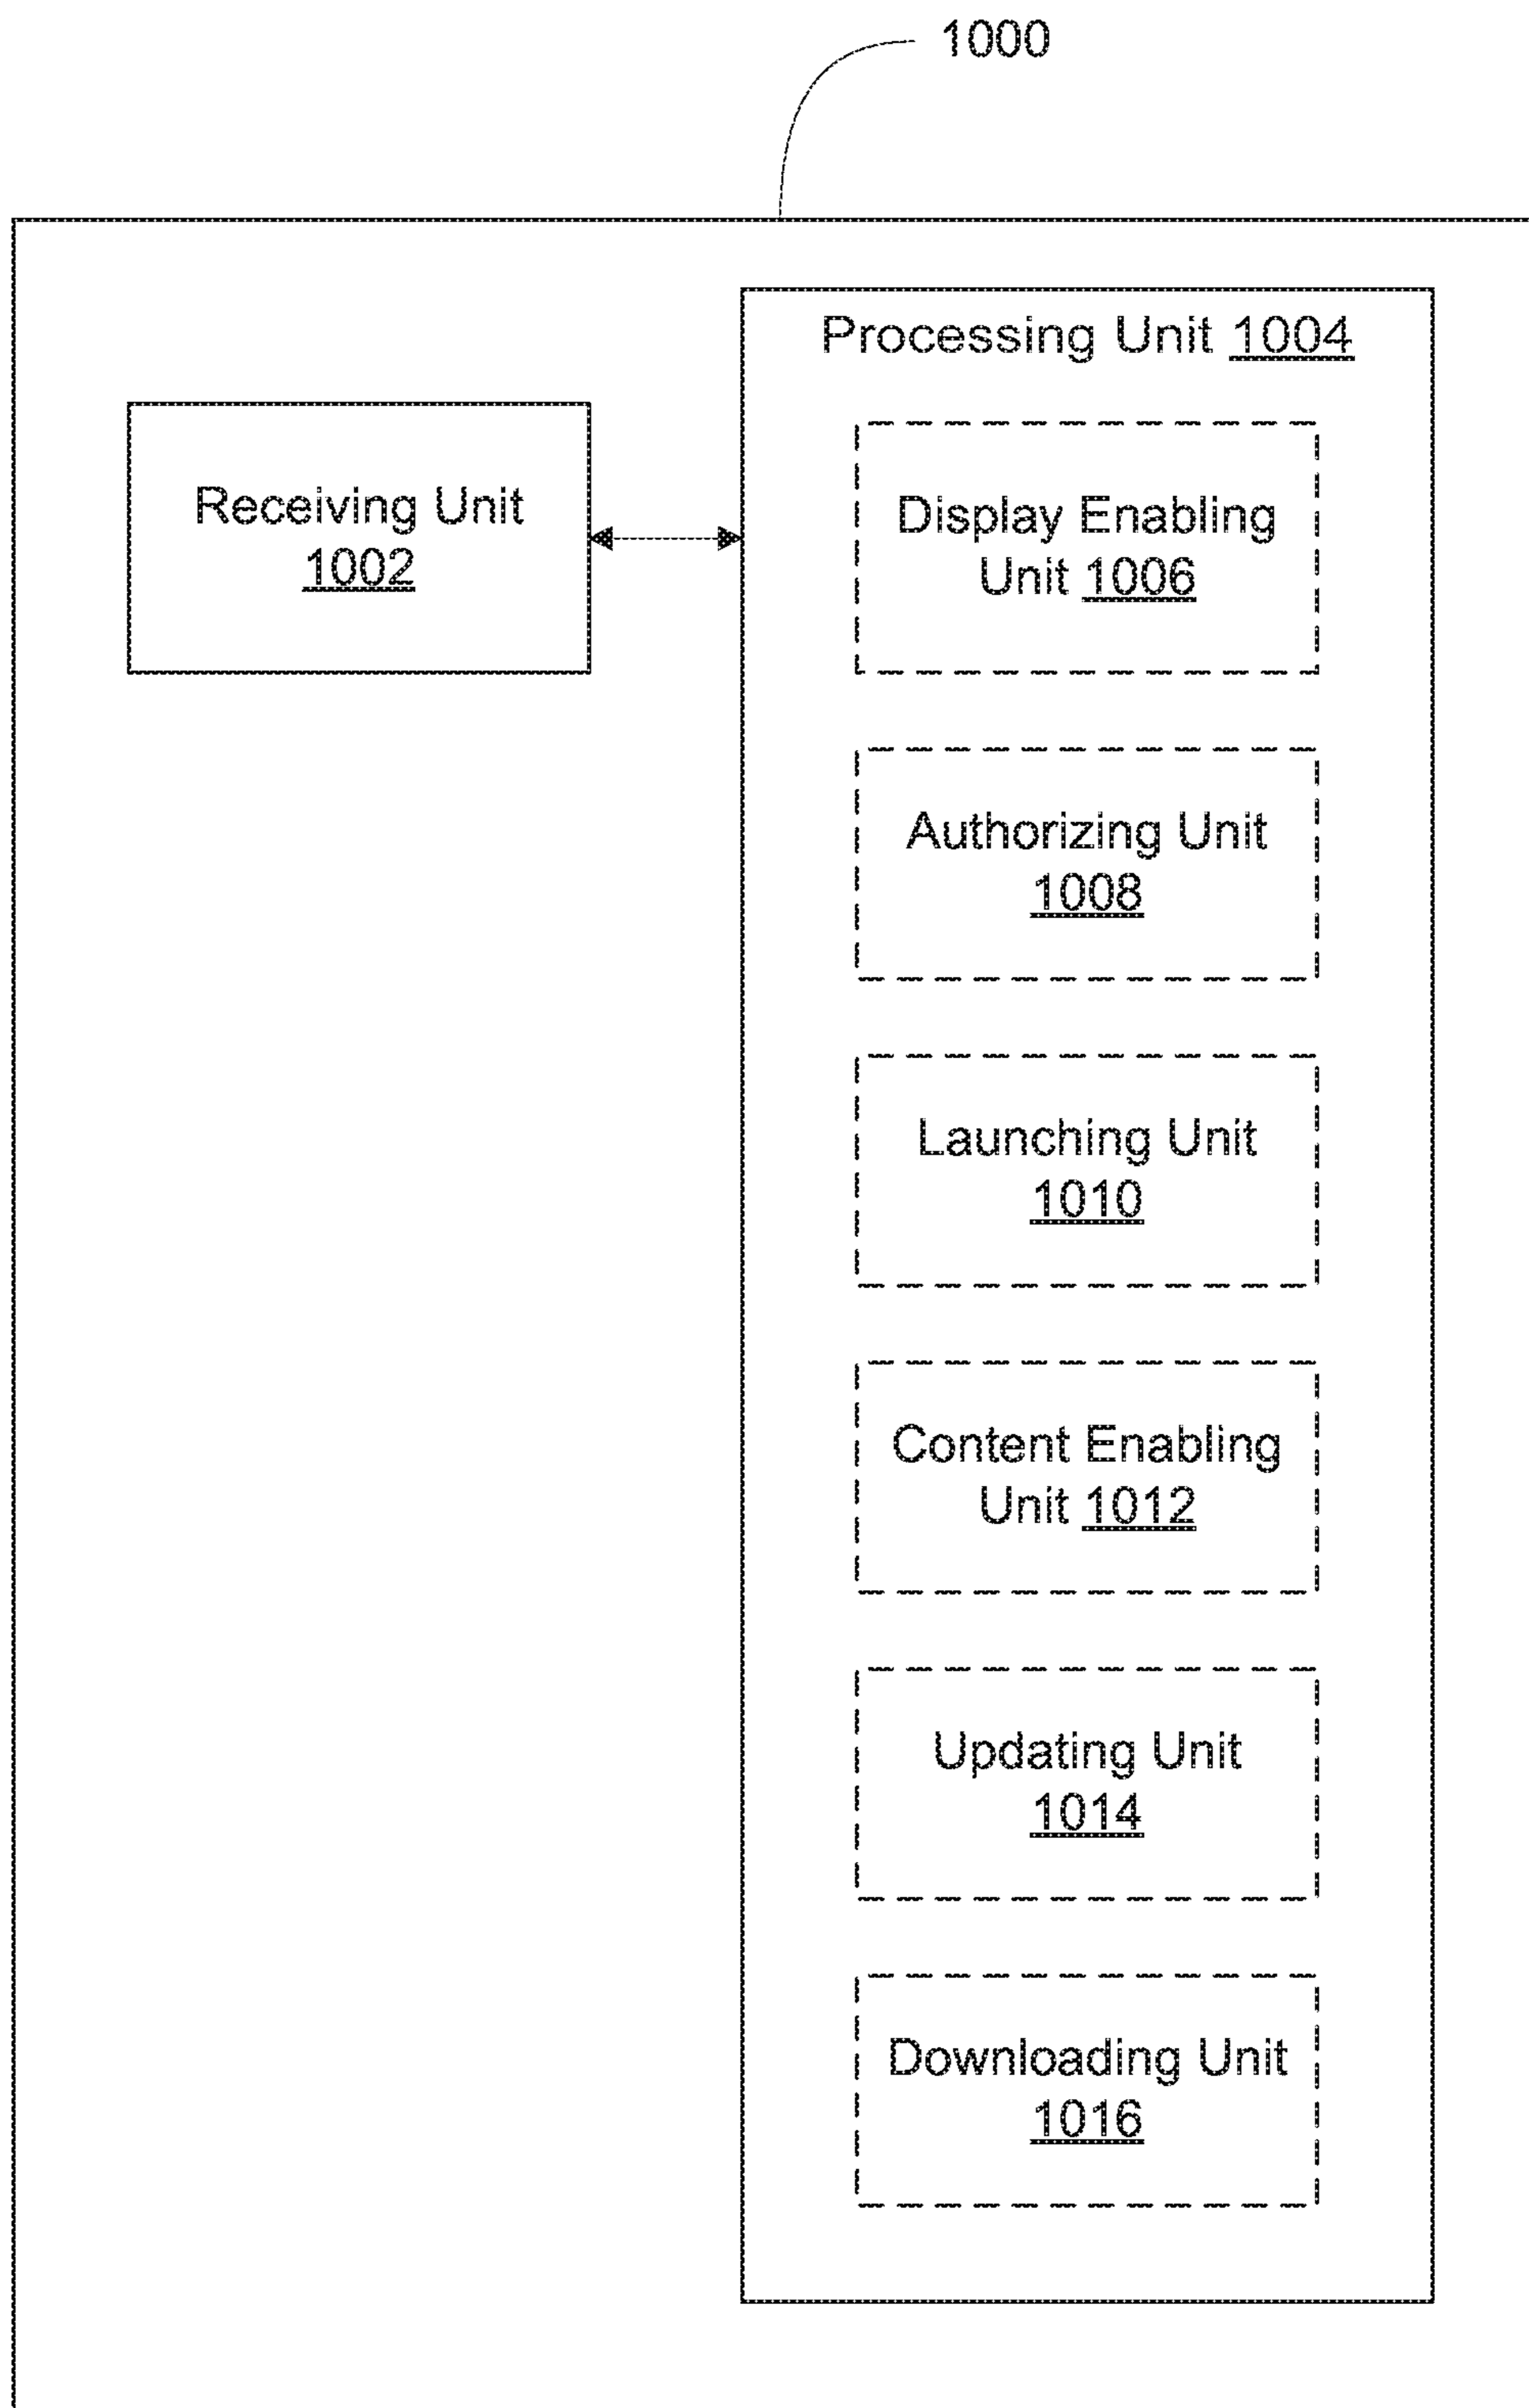 1000
Processing Unit 1004
Receiving Unit
1002
Display Enabling
Unit 1006
Authorizing Unit
1008
Launching Unit
1010
Content Enabling
Unit 1012
Updating Unit
1014
Downloading Unit
1016